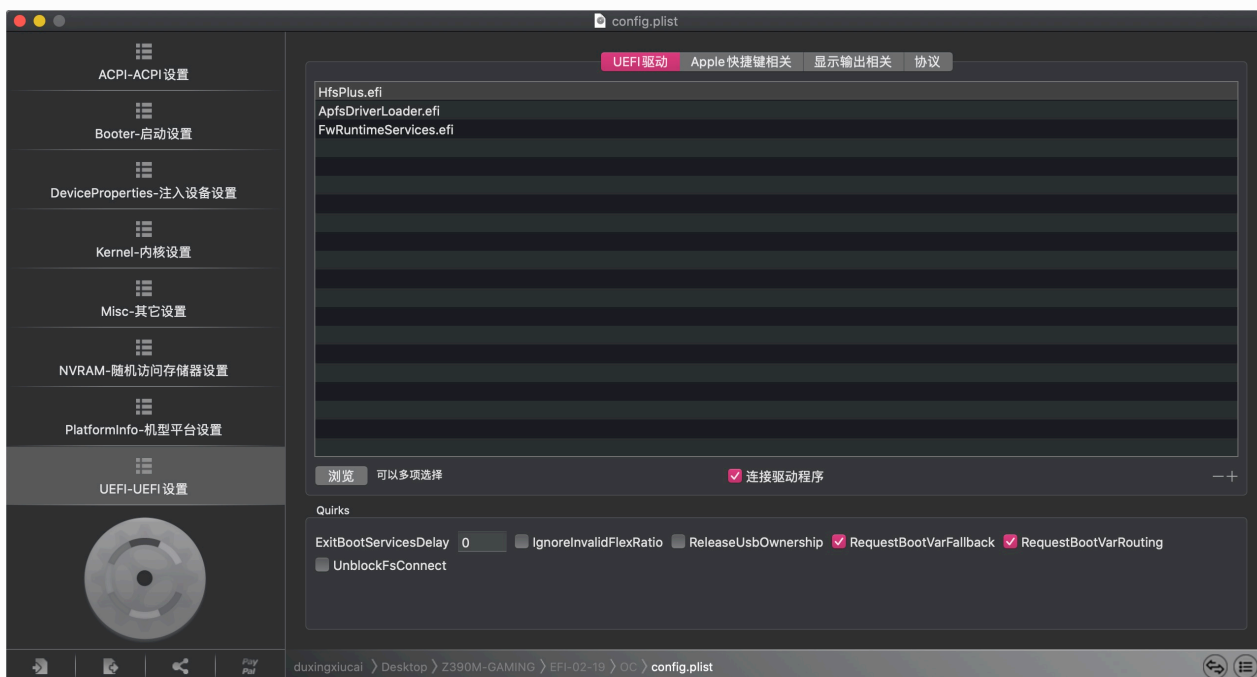 config.plist
ACPI-ACPI设置
Booter-启动设置
DeviceProperties-注入设备设置
Kernel-内核设置
Misc-其它设置
NVRAM-随机访问存储器设置
PlatformInfo-机型平台设置
UEFI-UEFI设置
PayPal
UEFI驱动 Apple快捷键相关 显示输出相关 协议
HfsPlus.efi
ApfsDriverLoader.efi
FwRuntimeServices.efi
浏览 可以多项选择 连接驱动程序
Quirks
ExitBootServicesDelay 0 IgnoreInvalidFlexRatio ReleaseUsbOwnership RequestBootVarFallback RequestBootVarRouting
UnblockFsConnect
duxingxiucai 〉Desktop 〉Z390M-GAMING 〉EFI-02-19 〉OC 〉config.plist